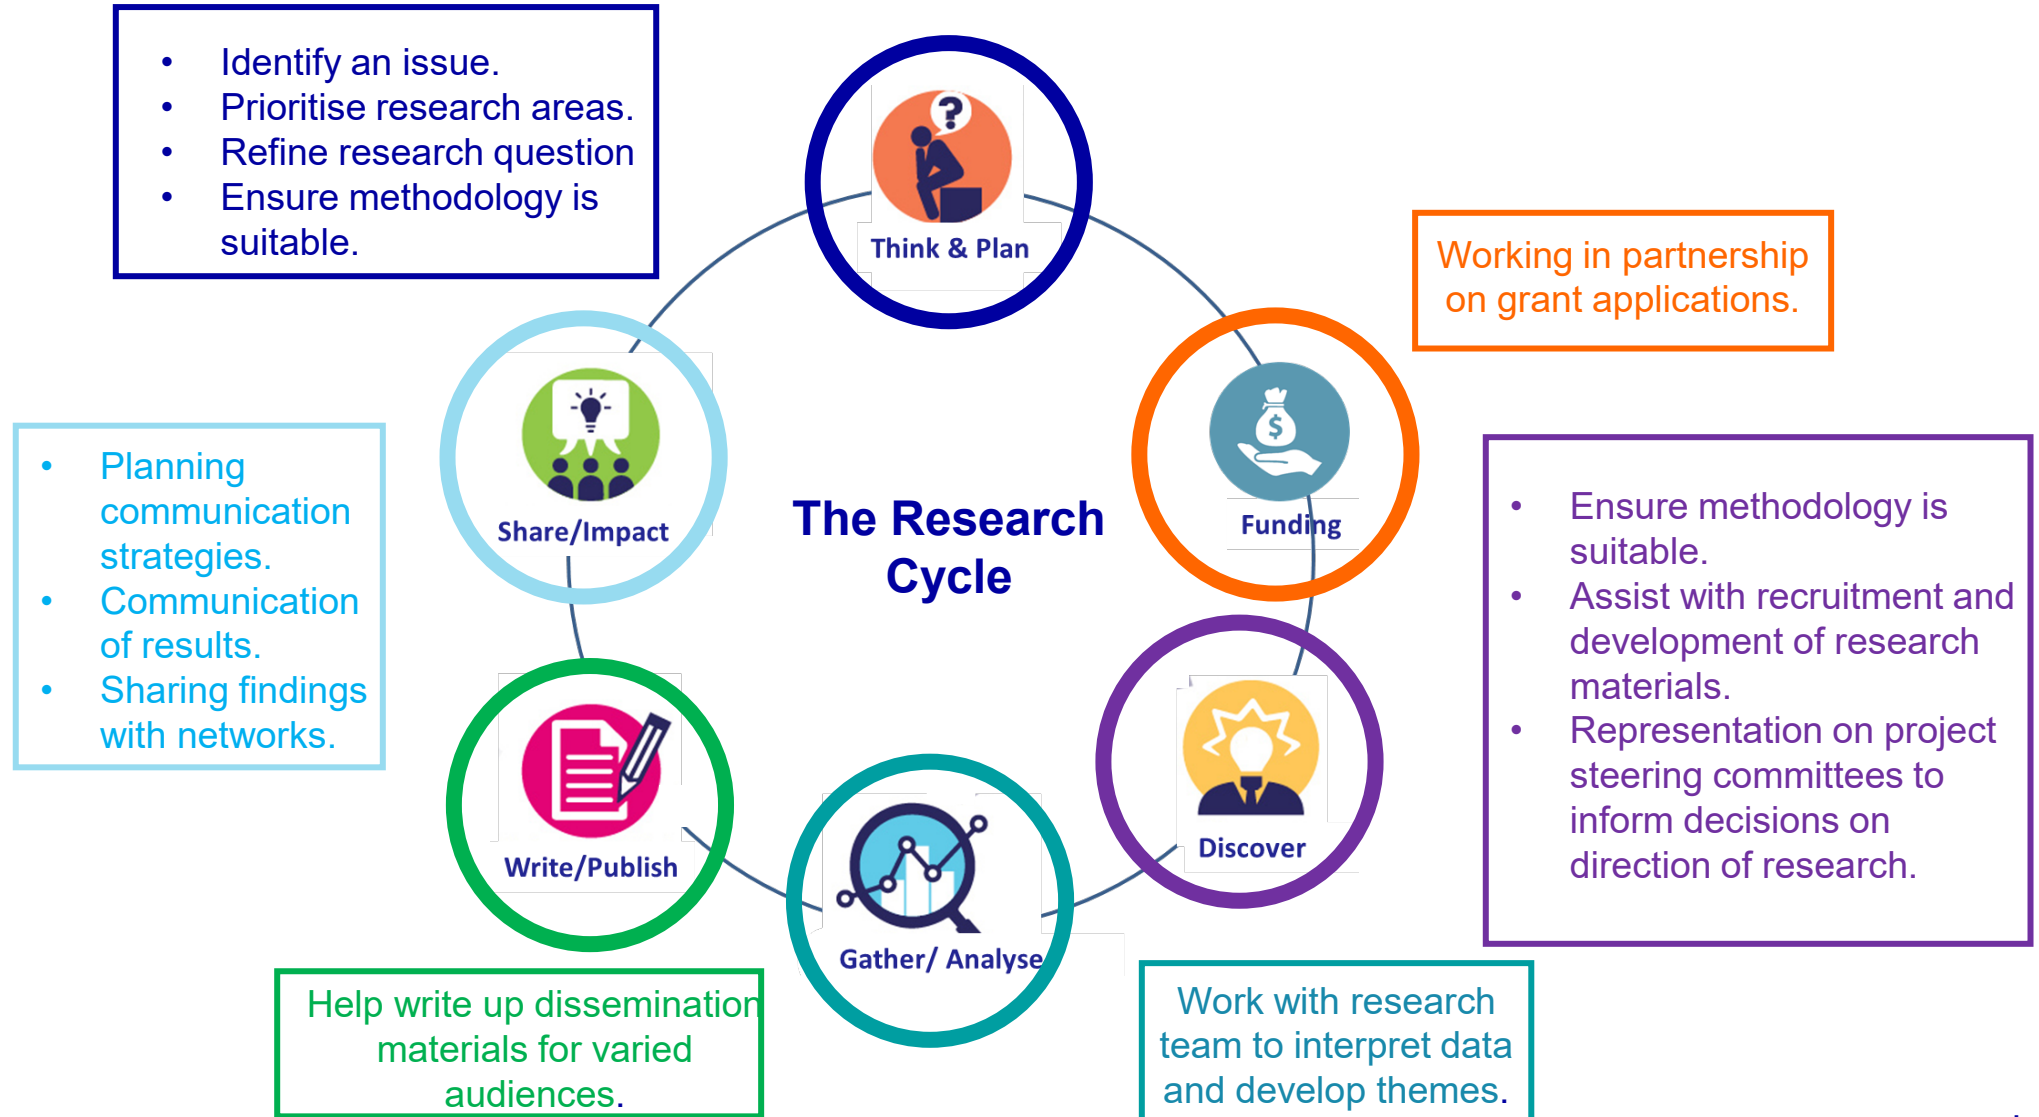 • Identify an issue.
• Prioritise research areas.
• Refine research question
• Ensure methodology is
suitable.
?
Think & Plan
Working in partnership
on grant applications.
$
Funding
• Ensure methodology is
suitable.
• Assist with recruitment and
development of research
materials.
• Representation on project
steering committees to
inform decisions on
direction of research.
Discover
Work with research
team to interpret data
and develop themes.
Gather/ Analyse
Help write up dissemination
materials for varied
audiences.
Write/Publish
• Planning
communication
strategies.
• Communication
of results.
• Sharing findings
with networks.
Share/Impact
The Research
Cycle